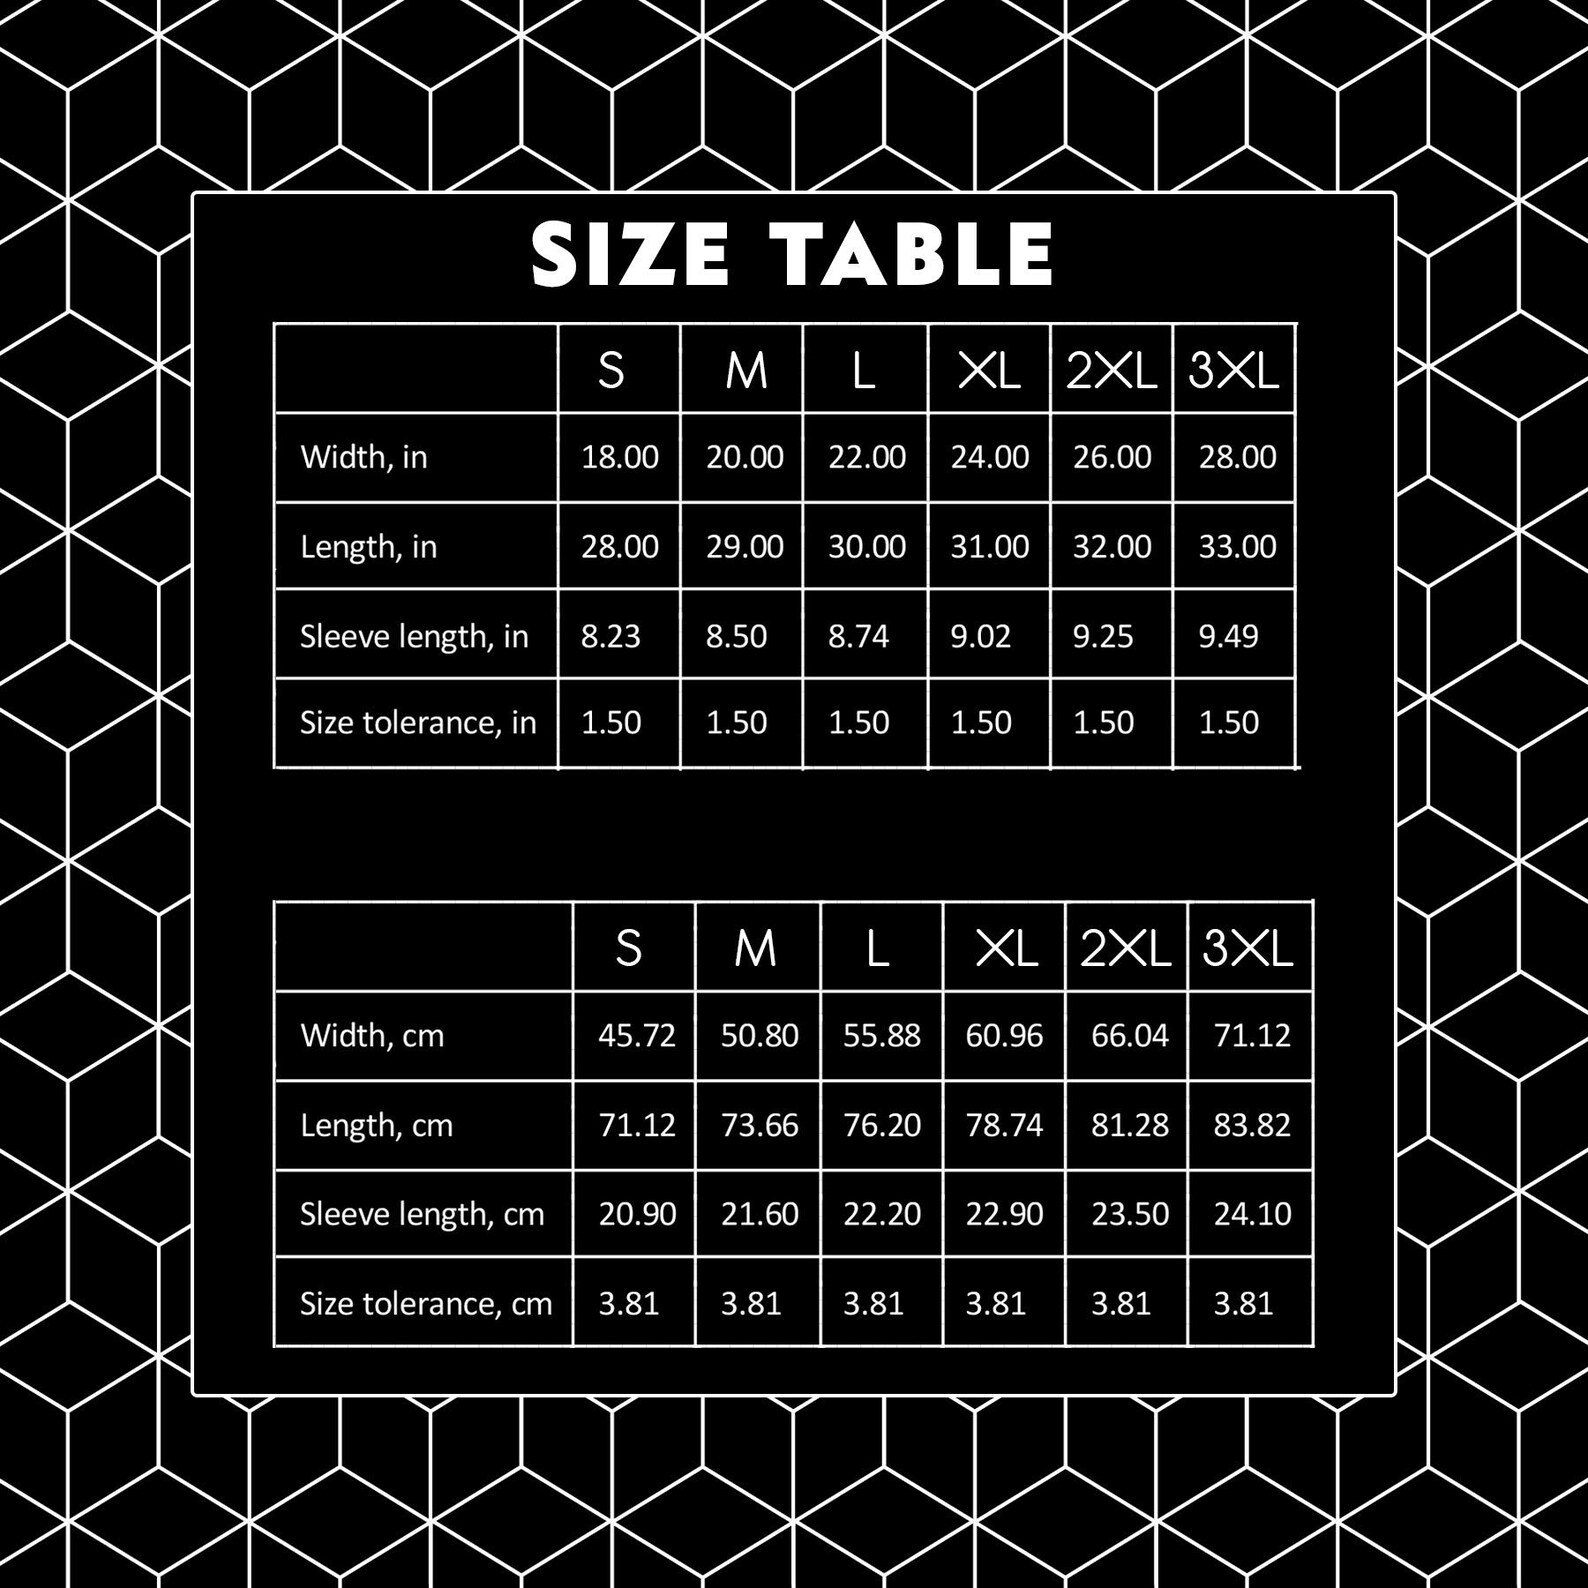 SIZE TABLE
S M L XL 2XL 3XL
Width, in 18.00 20.00 22.00 24.00 26.00 28.00
Length, in 28.00 29.00 30.00 31.00 32.00 33.00
Sleeve length, in 8.23 8.50 8.74 9.02 9.25 9.49
Size tolerance, in 1.50 1.50 1.50 1.50 1.50 1.50
S M L XL 2XL 3XL
Width, cm 45.72 50.80 55.88 60.96 66.04 71.12
Length, cm 71.12 73.66 76.20 78.74 81.28 83.82
Sleeve length, cm 20.90 21.60 22.20 22.90 23.50 24.10
Size tolerance, cm 3.81 3.81 3.81 3.81 3.81 3.81